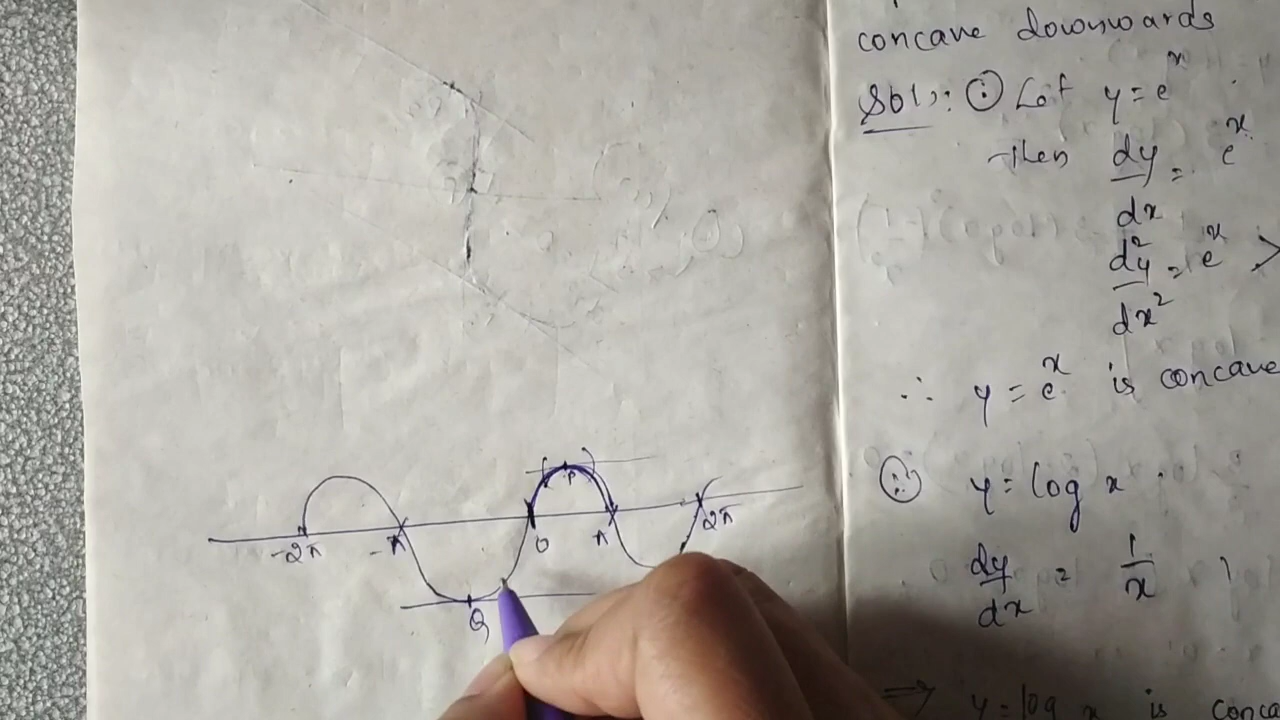 -2π -π 0 π 2π
P
Q
concave downwards
Sol: (i) Let y = e^x
Then dy/dx = e^x
d²y/dx² = e^x >
∴ y = e^x is concave
(ii) y = log x
dy/dx = 1/x ,
⇒ y = log x is conca